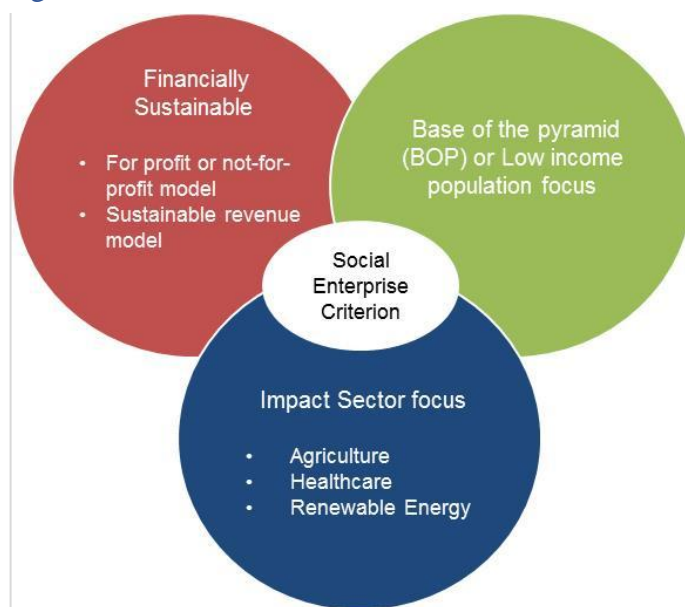 Financially
Sustainable
• For profit or not-for-
profit model
• Sustainable revenue
model
Base of the pyramid
(BOP) or Low income
population focus
Social
Enterprise
Criterion
Impact Sector focus
• Agriculture
• Healthcare
• Renewable Energy